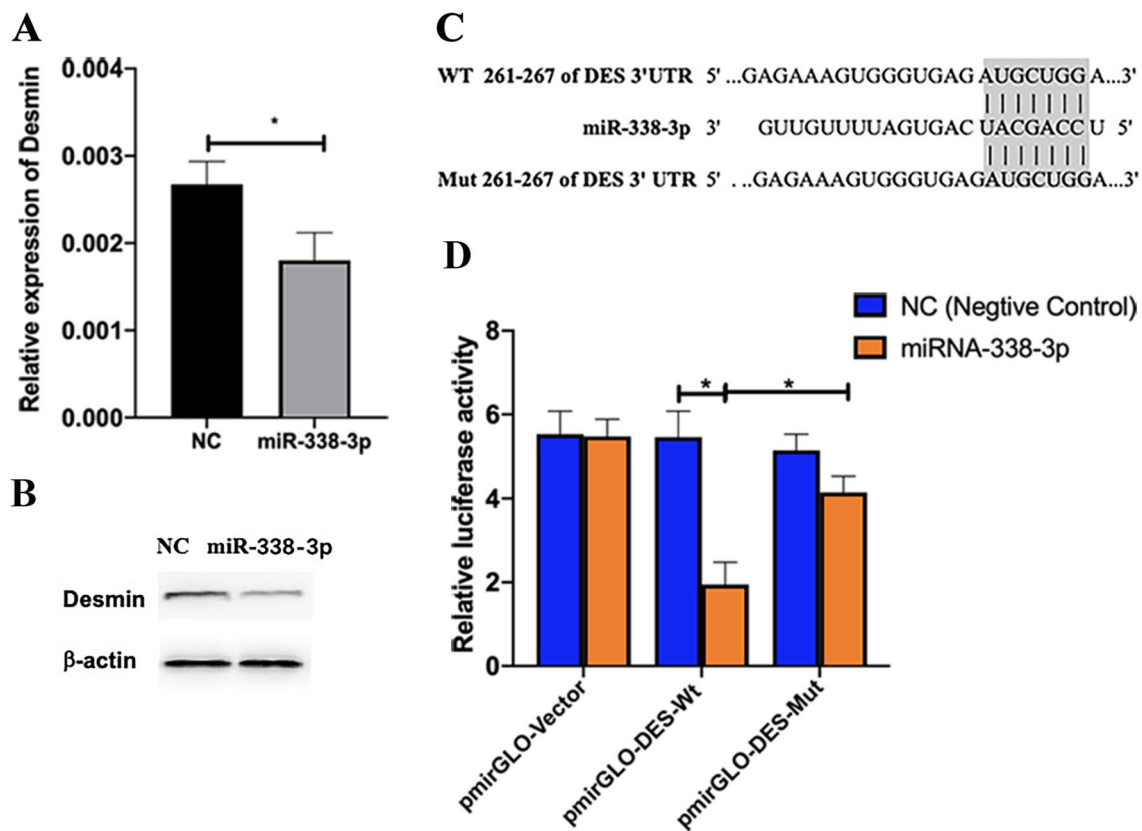 A
0.004
0.003
0.002
0.001
0.000
Relative expression of Desmin
*
NC miR-338-3p
B
NC miR-338-3p
Desmin
β-actin
C
WT 261-267 of DES 3'UTR 5' ...GAGAAAGUGGGUGAG AUGCUGG A...3'
miR-338-3p 3' GUUGUUUUAGUGAC UACGACC U 5'
Mut 261-267 of DES 3' UTR 5' . ..GAGAAAGUGGGUGAGAUGCUGGA...3'
D
NC (Negtive Control)
miRNA-338-3p
8
6
4
2
0
Relative luciferase activity
* *
pmirGLO-Vector
pmirGLO-DES-Wt
pmirGLO-DES-Mut